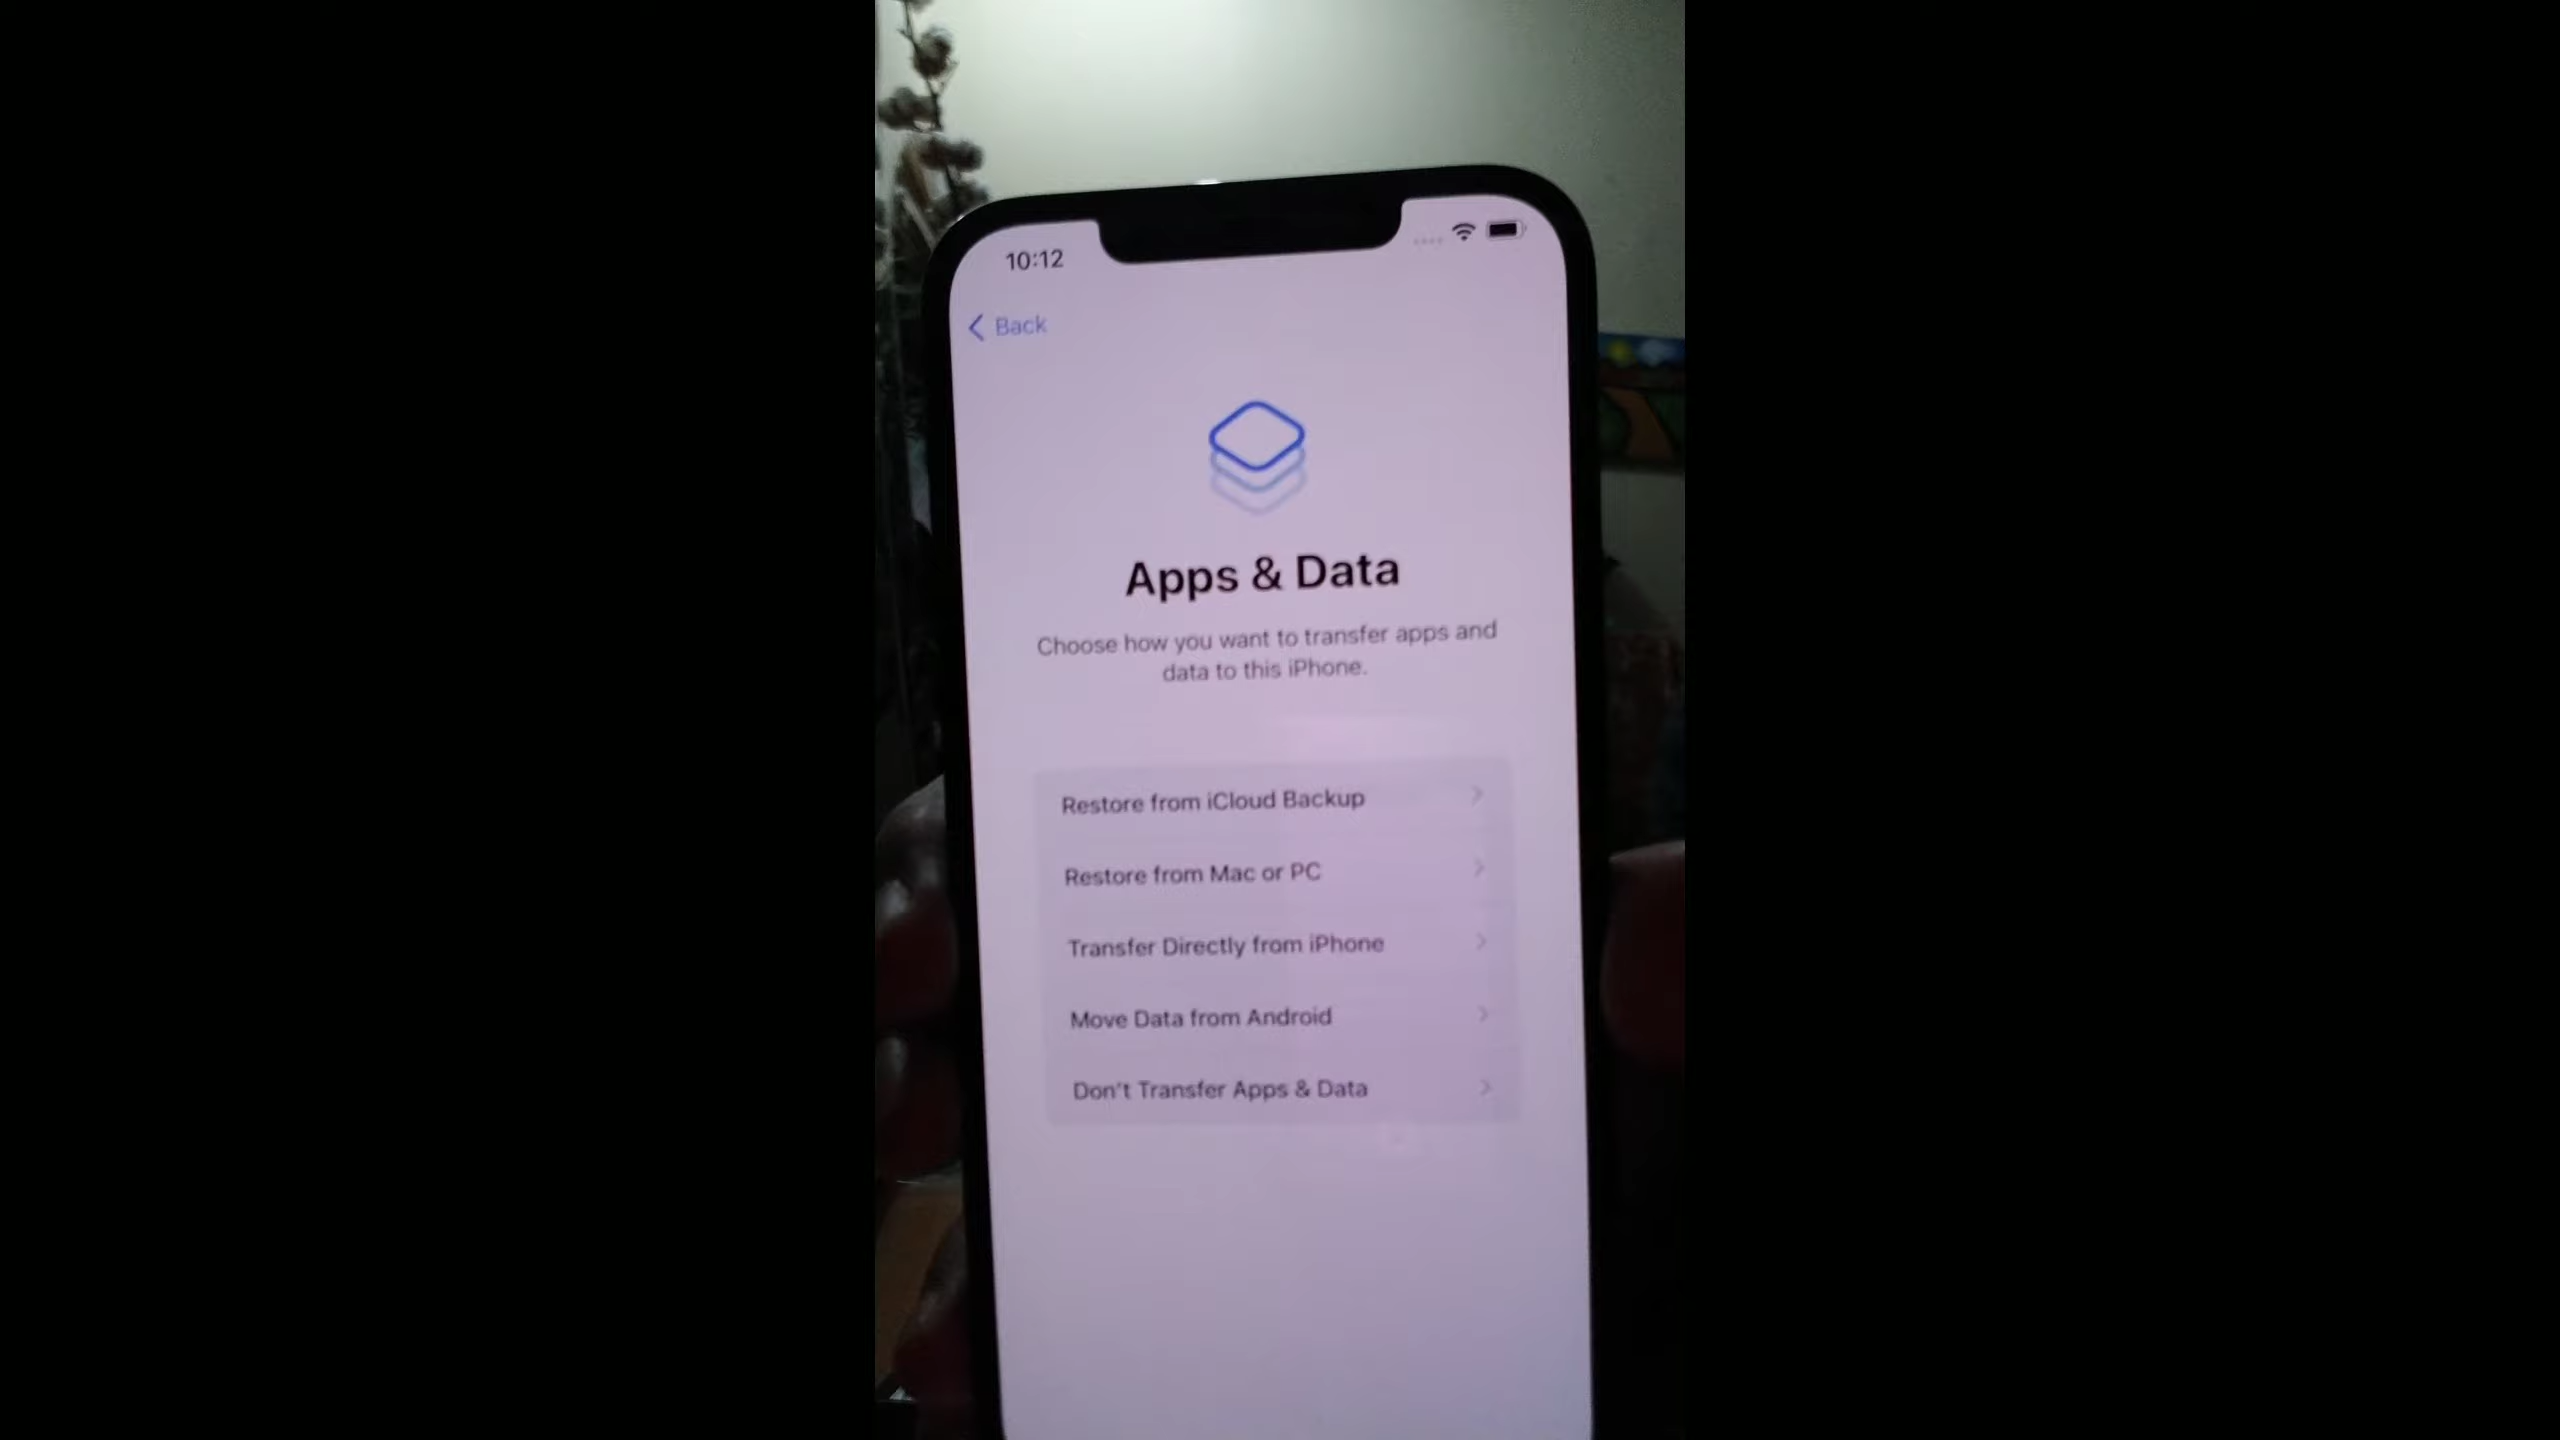 10:12
Back
Apps & Data
Choose how you want to transfer apps and
data to this iPhone.
Restore from iCloud Backup
Restore from Mac or PC
Transfer Directly from iPhone
Move Data from Android
Don't Transfer Apps & Data